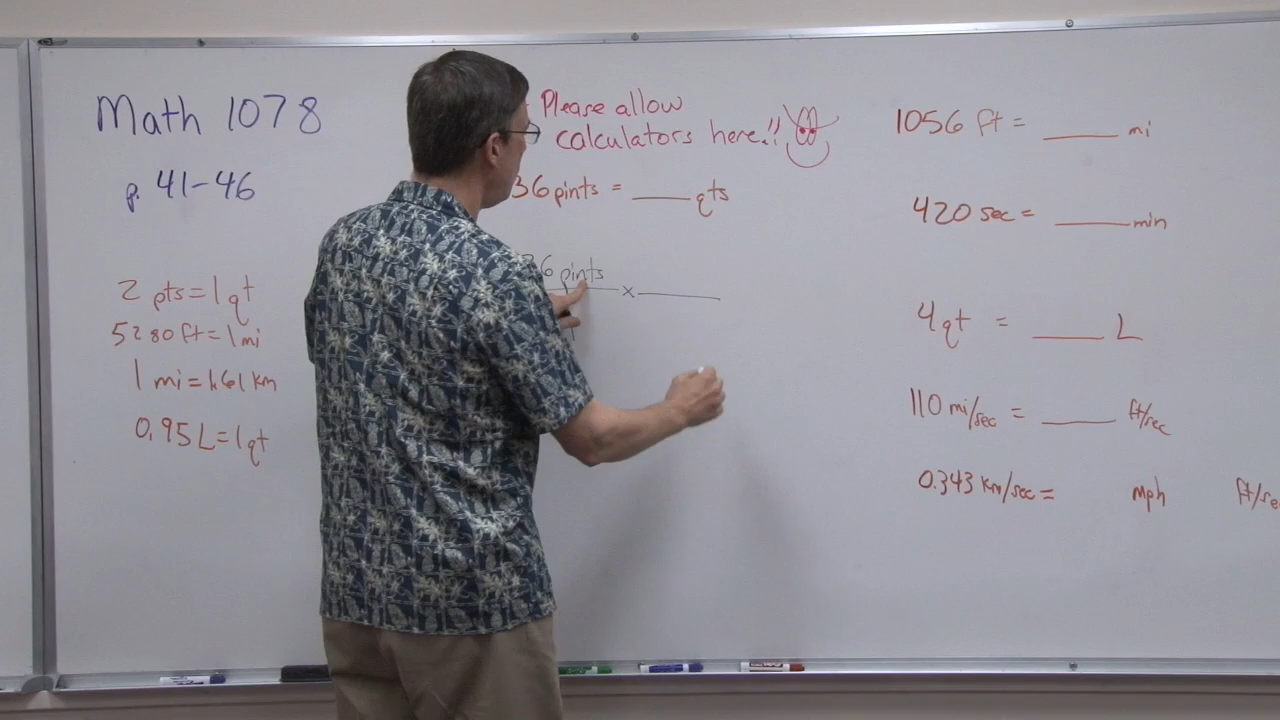 Math 1078
p. 41-46
2 pts = 1 qt
5280 ft = 1 mi
1 mi = 1.61 km
0.95 L = 1 qt
Please allow
calculators here!!
36 pints = ____ qts
36 pints × ____
1056 ft = ____ mi
420 sec = ____ min
4 qt = ____ L
110 mi/sec = ____ ft/sec
0.343 km/sec = mph ft/sec